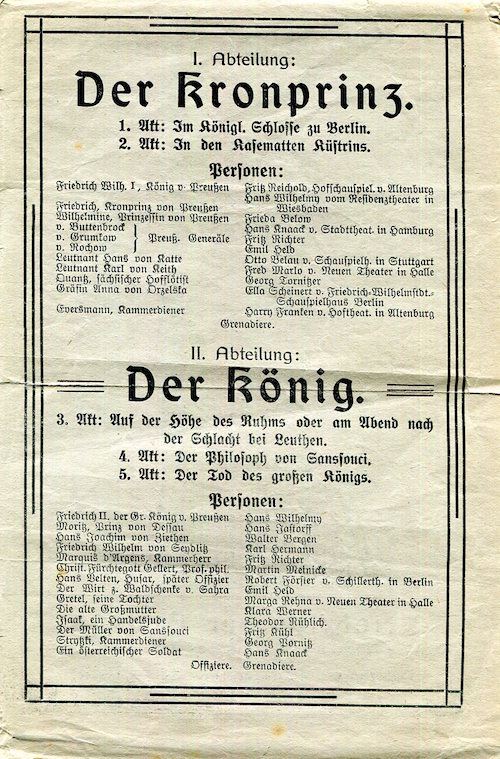 I. Abteilung:
Der Kronprinz.
1. Akt: Im Königl. Schlosse zu Berlin.
2. Akt: In den Kasematten Küstrins.
Personen:
Friedrich Wilh. I, König v. Preußen Fritz Reichold, Hofschauspiel. v. Altenburg
Friedrich, Kronprinz von Preußen Hans Wilhelmy vom Residenztheater in Wiesbaden
Wilhelmine, Prinzessin von Preußen Frieda Below
v. Buttenbrock Hans Knaack v. Stadttheat. in Hamburg
v. Grumkow } Preuß. Generäle Fritz Richter
v. Rochow Emil Held
Leutnant Hans von Katte Otto Belau v. Schauspielh. in Stuttgart
Leutnant Karl von Keith Fred Marlo v. Neuen Theater in Halle
Quantz, sächsischer Hofflötist Georg Tarnitzer
Gräfin Anna von Orzelska Ella Scheinert v. Friedrich-Wilhelmstdt.-Schauspielhaus Berlin
Eversmann, Kammerdiener Harry Franken v. Hoftheat. in Altenburg
Grenadiere.
II. Abteilung:
Der König.
3. Akt: Auf der Höhe des Ruhms oder am Abend nach
der Schlacht bei Leuthen.
4. Akt: Der Philosoph von Sanssouci.
5. Akt: Der Tod des großen Königs.
Personen:
Friedrich II. der Gr. König v. Preußen Hans Wilhelmy
Moritz, Prinz von Dessau Hans Jastorff
Hans Joachim von Ziethen Walter Bergen
Friedrich Wilhelm von Seydlitz Karl Hermann
Marquis d'Argens, Kammerherr Fritz Richter
Christ. Fürchtegott Gellert, Prof. phil. Martin Melnicke
Hans Velten, Husar, später Offizier Robert Förster v. Schillerth. in Berlin
Der Wirt z. Waldschenke v. Sahra Emil Held
Gretel, seine Tochter Marga Rehna v. Neuen Theater in Halle
Die alte Großmutter Klara Werner
Isaak, ein Handelsjude Theodor Rühlich.
Der Müller von Sanssouci Fritz Kühl
Strotzki, Kammerdiener Georg Pornitz
Ein österreichischer Soldat Hans Knaack
Offiziere. Grenadiere.